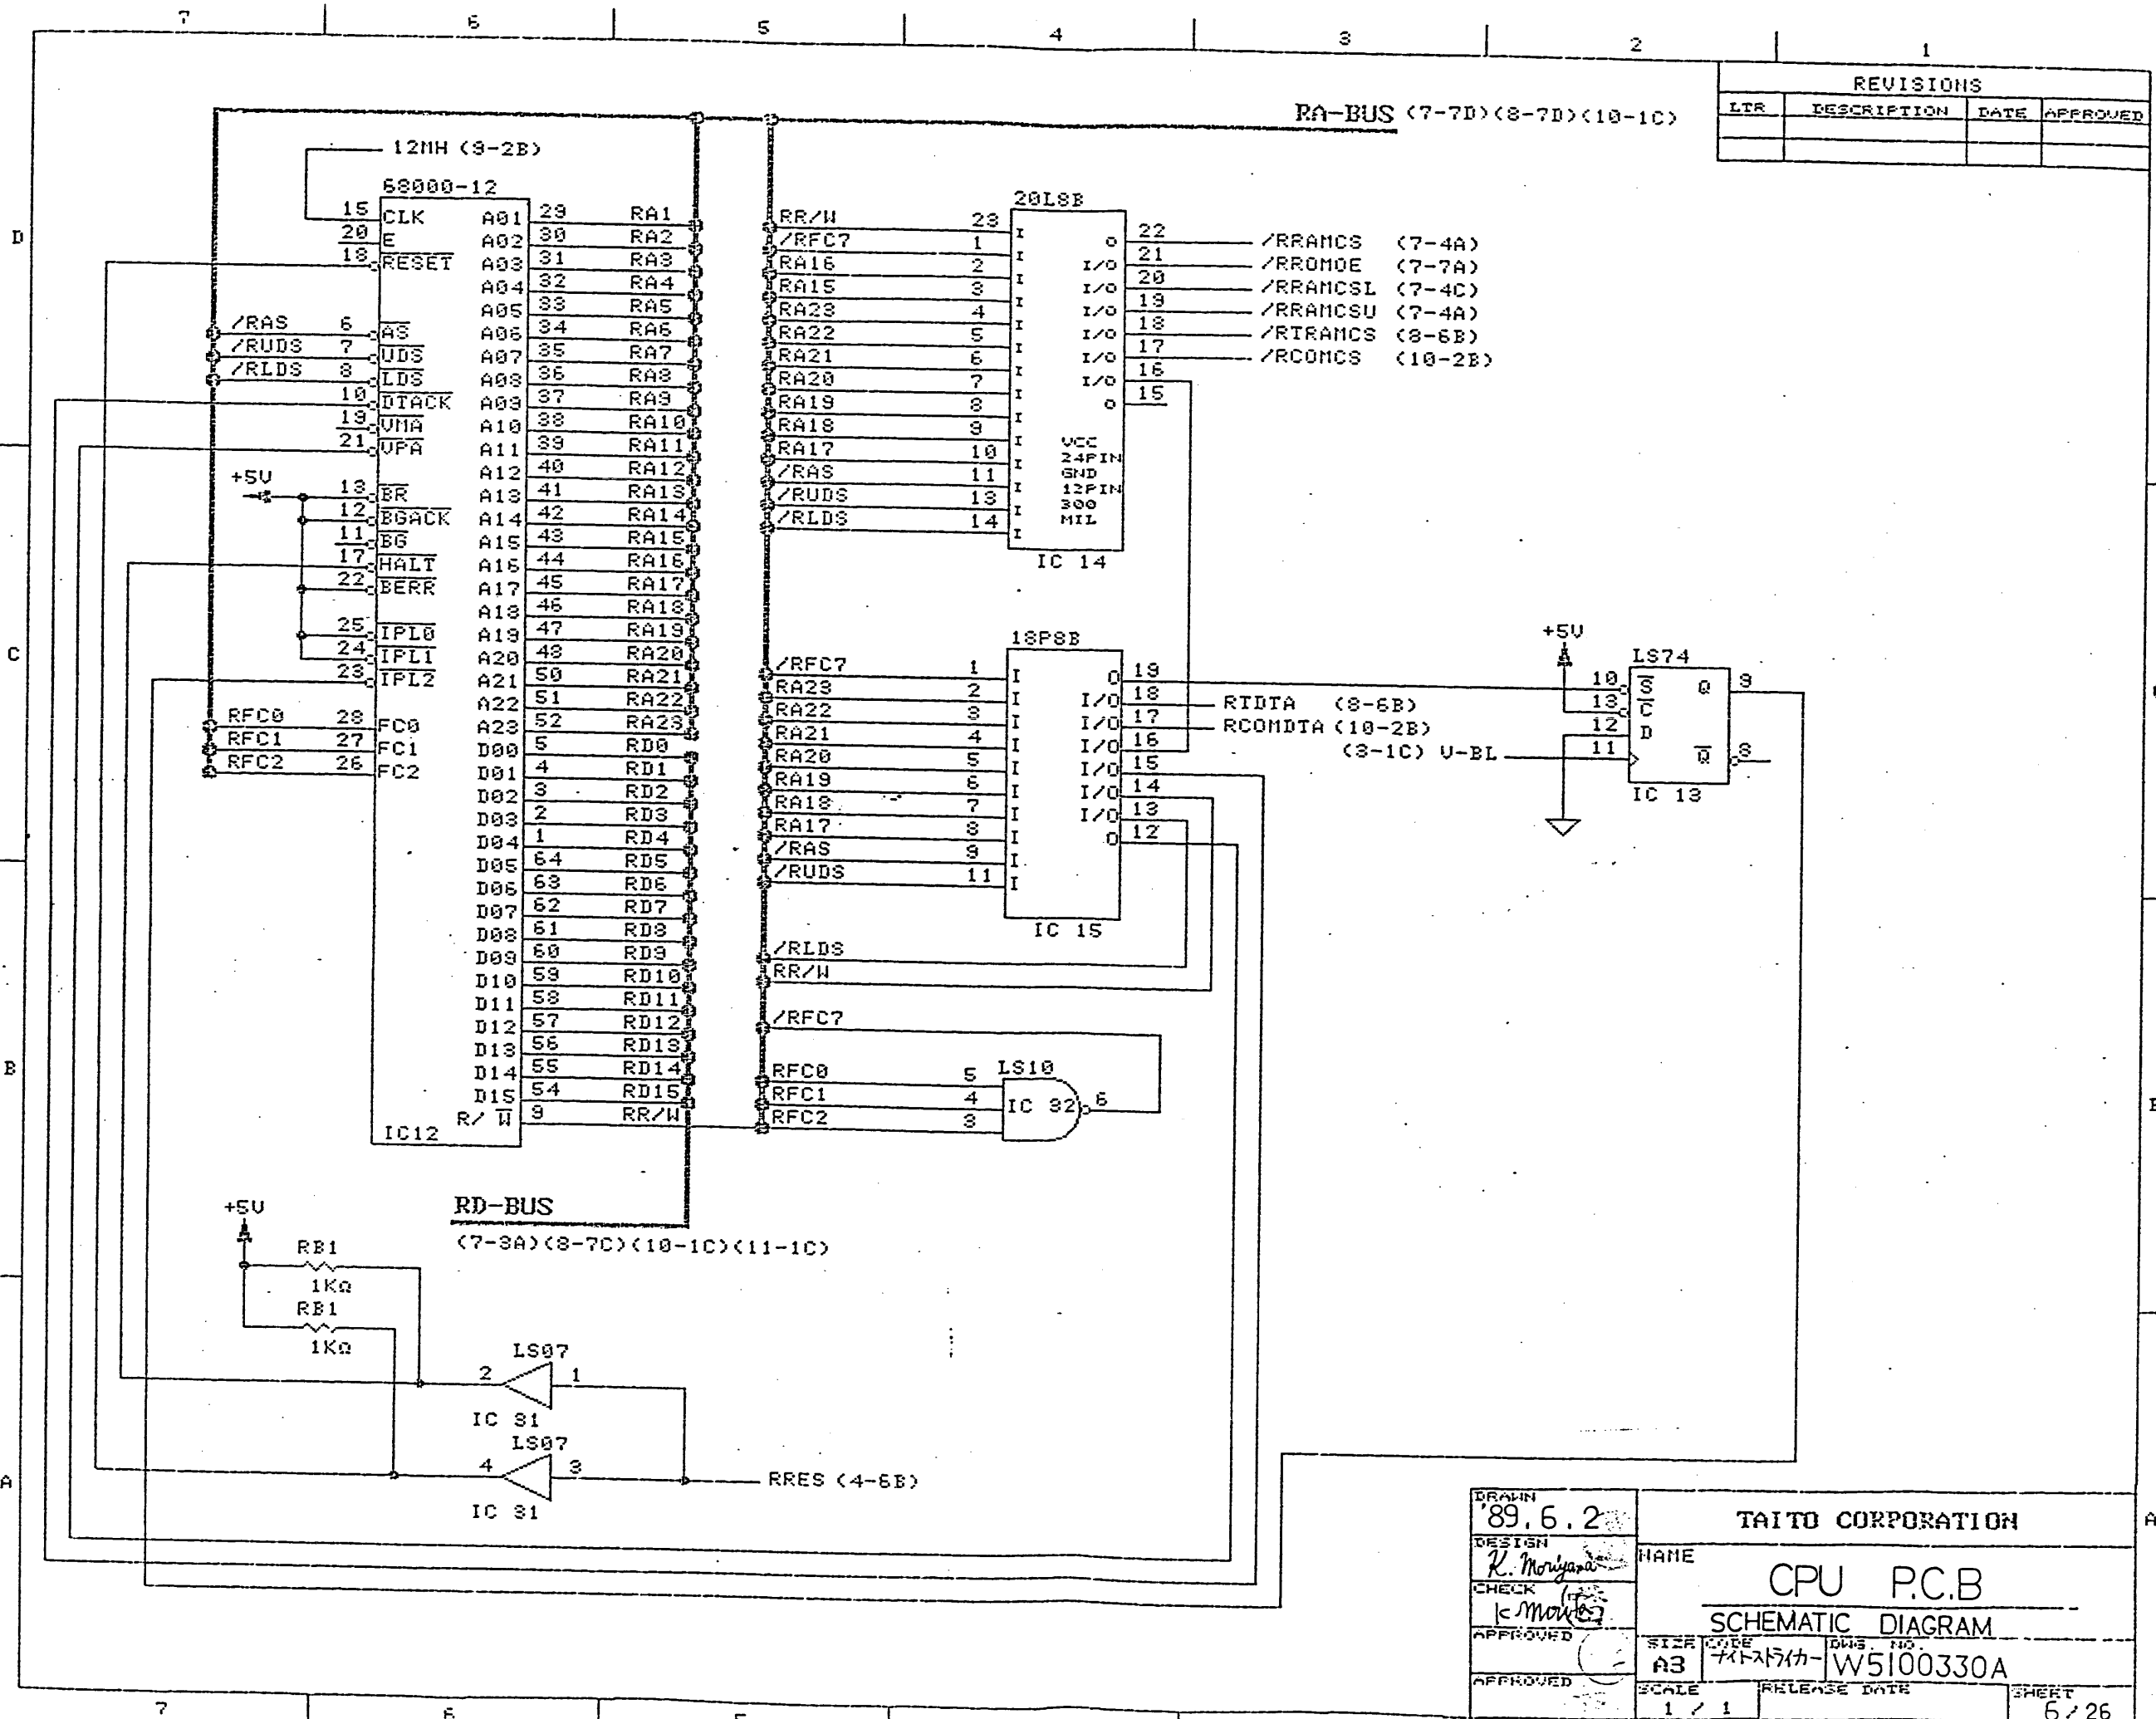 7 6 5 4 3 2 1
REVISIONS
LTR DESCRIPTION DATE APPROVED
RA-BUS (7-7D)(8-7D)(10-1C)
12MH (3-2B)
68000-12
15 CLK
20 E
18 RESET
/RAS 6 AS
/RUDS 7 UDS
/RLDS 8 LDS
10 DTACK
19 VMA
21 VPA
+5V
13 BR
12 BGACK
11 BG
17 HALT
22 BERR
25 IPL0
24 IPL1
23 IPL2
RFC0 28 FC0
RFC1 27 FC1
RFC2 26 FC2
A01 29 RA1
A02 30 RA2
A03 31 RA3
A04 32 RA4
A05 33 RA5
A06 34 RA6
A07 35 RA7
A08 36 RA8
A09 37 RA9
A10 38 RA10
A11 39 RA11
A12 40 RA12
A13 41 RA13
A14 42 RA14
A15 43 RA15
A16 44 RA16
A17 45 RA17
A18 46 RA18
A19 47 RA19
A20 48 RA20
A21 50 RA21
A22 51 RA22
A23 52 RA23
D00 5 RD0
D01 4 RD1
D02 3 RD2
D03 2 RD3
D04 1 RD4
D05 64 RD5
D06 63 RD6
D07 62 RD7
D08 61 RD8
D09 60 RD9
D10 59 RD10
D11 58 RD11
D12 57 RD12
D13 56 RD13
D14 55 RD14
D15 54 RD15
R/W 9 RR/W
IC12
20L8B
RR/W 23 I
/RFC7 1 I
RA16 2 I
RA15 3 I
RA23 4 I
RA22 5 I
RA21 6 I
RA20 7 I
RA19 8 I
RA18 9 I
RA17 10 I
/RAS 11 I
/RUDS 13 I
/RLDS 14 I
O 22 /RRAMCS (7-4A)
I/O 21 /RROMOE (7-7A)
I/O 20 /RRAMCSL (7-4C)
I/O 19 /RRAMCSU (7-4A)
I/O 18 /RTRAMCS (8-6B)
I/O 17 /RCOMCS (10-2B)
I/O 16
O 15
VCC
24PIN
GND
12PIN
300
MIL
IC 14
18P8B
/RFC7 1 I
RA23 2 I
RA22 3 I
RA21 4 I
RA20 5 I
RA19 6 I
RA18 7 I
RA17 8 I
/RAS 9 I
/RUDS 11 I
O 19
I/O 18 RTDTA (8-6B)
I/O 17 RCOMDTA (10-2B)
I/O 16
I/O 15
I/O 14
I/O 13
O 12
IC 15
(3-1C) V-BL
+5V
LS74
10 S Q 9
13 C
12 D
11 Q 8
IC 13
/RLDS
RR/W
/RFC7
LS10
RFC0 5
RFC1 4 IC 32 6
RFC2 3
RD-BUS
(7-3A)(8-7C)(10-1C)(11-1C)
+5V
RB1
1KΩ
RB1
1KΩ
LS07
2 1
IC 31
LS07
4 3
IC 31
RRES (4-6B)
D
C
B
A
D
C
B
A
DRAWN
'89.6.2
DESIGN
K. Moriyama
CHECK
APPROVED
APPROVED
TAITO CORPORATION
NAME
CPU P.C.B
SCHEMATIC DIAGRAM
SIZE
A3
CODE
ナイトストライカー
DWG. NO.
W5100330A
SCALE
1 / 1
RELEASE DATE
SHEET
6/26
7 6 5